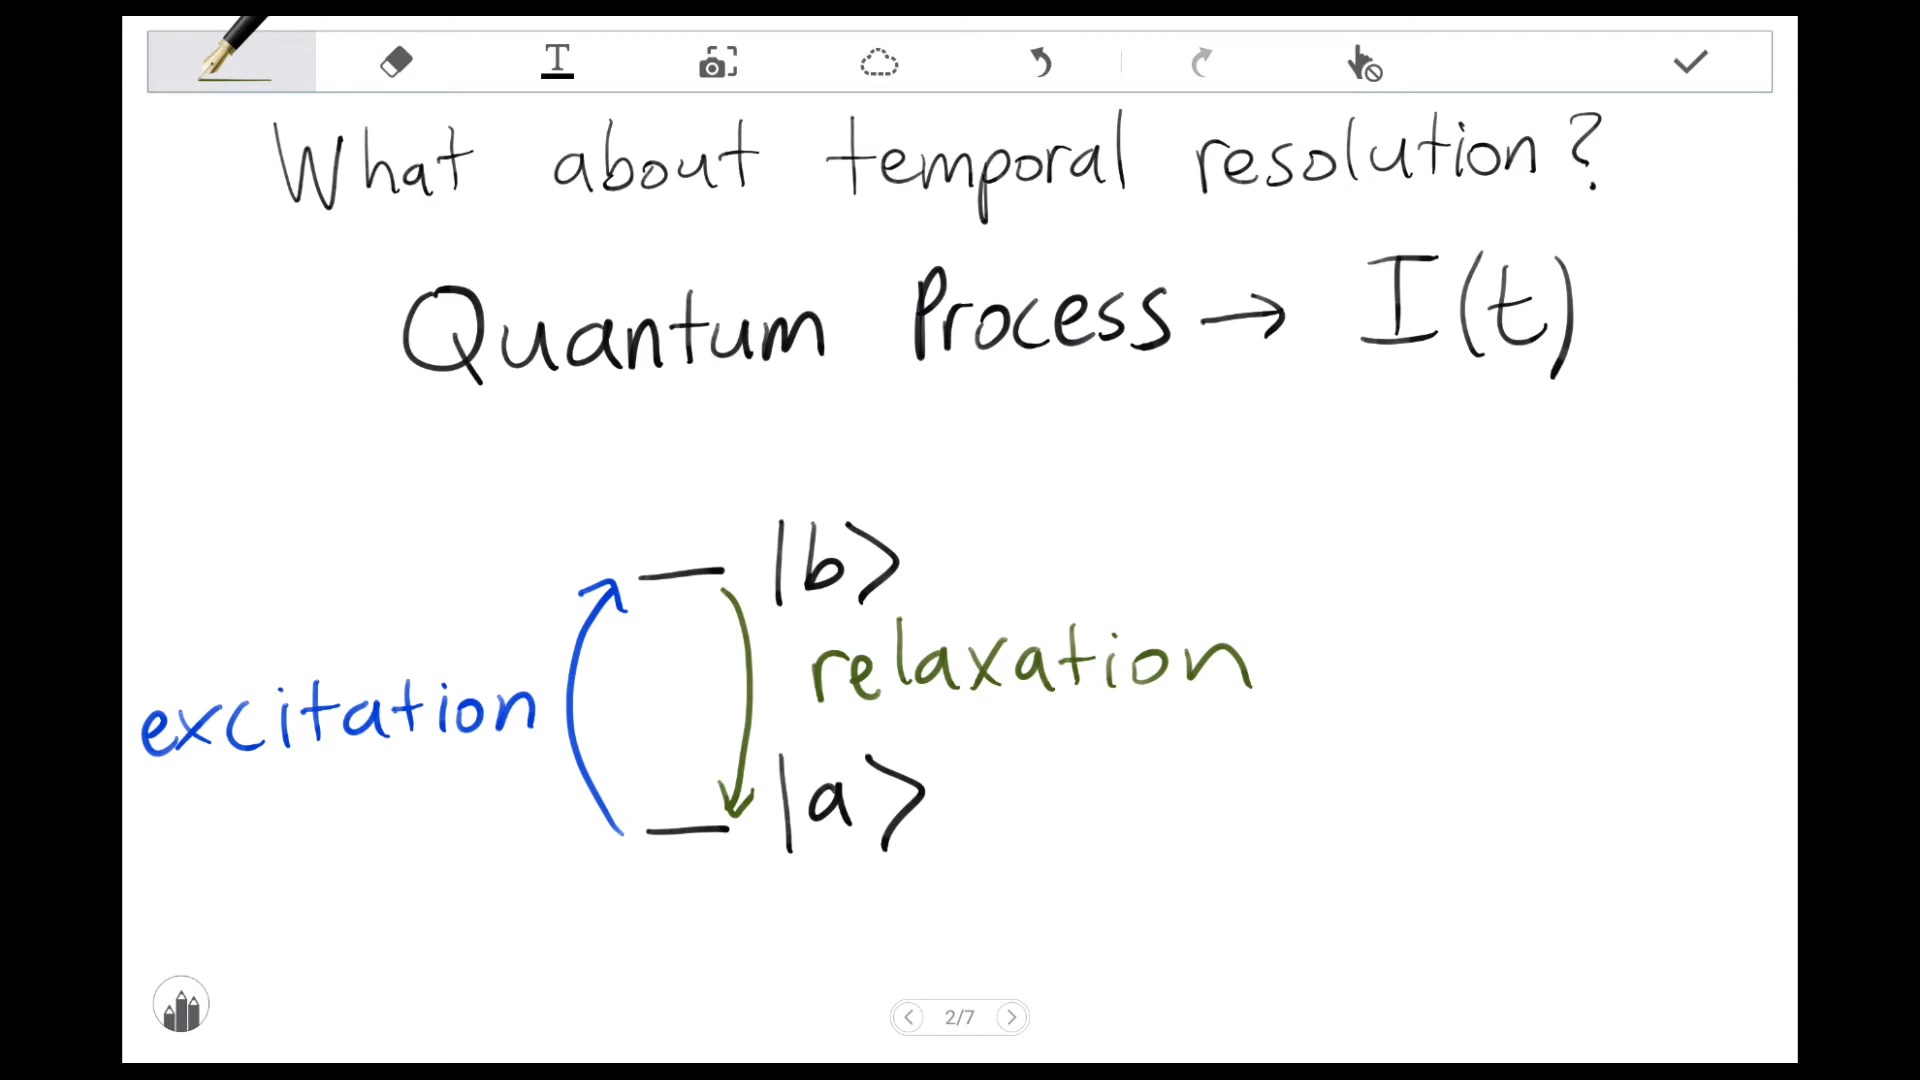 T
What about temporal resolution?
Quantum Process → I(t)
|b>
relaxation
excitation
|a>
2/7